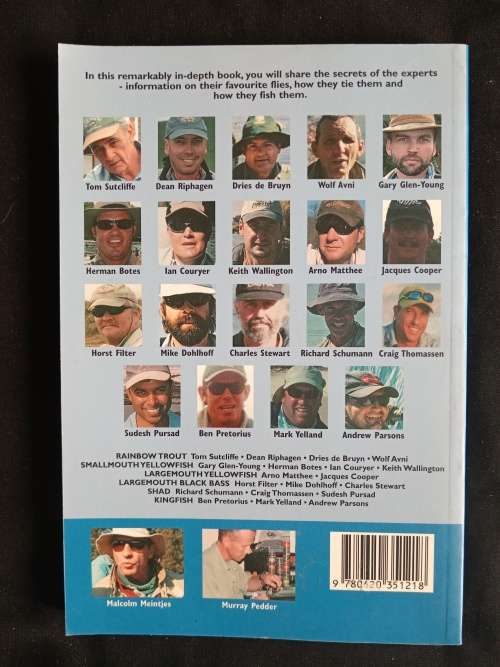 In this remarkably in-depth book, you will share the secrets of the experts
- information on their favourite flies, how they tie them and
how they fish them.
Tom Sutcliffe Dean Riphagen Dries de Bruyn Wolf Avni Gary Glen-Young
Herman Botes Ian Couryer Keith Wallington Arno Matthee Jacques Cooper
Horst Filter Mike Dohlhoff Charles Stewart Richard Schumann Craig Thomassen
Sudesh Pursad Ben Pretorius Mark Yelland Andrew Parsons
RAINBOW TROUT Tom Sutcliffe • Dean Riphagen • Dries de Bruyn • Wolf Avni
SMALLMOUTH YELLOWFISH Gary Glen-Young • Herman Botes • Ian Couryer • Keith Wallington
LARGEMOUTH YELLOWFISH Arno Matthee • Jacques Cooper
LARGEMOUTH BLACK BASS Horst Filter • Mike Dohlhoff • Charles Stewart
SHAD Richard Schumann • Craig Thomassen • Sudesh Pursad
KINGFISH Ben Pretorius • Mark Yelland • Andrew Parsons
Malcolm Meintjes Murray Pedder
9 780620 351218